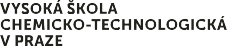 VYSOKÁ ŠKOLA
CHEMICKO-TECHNOLOGICKÁ
V PRAZE